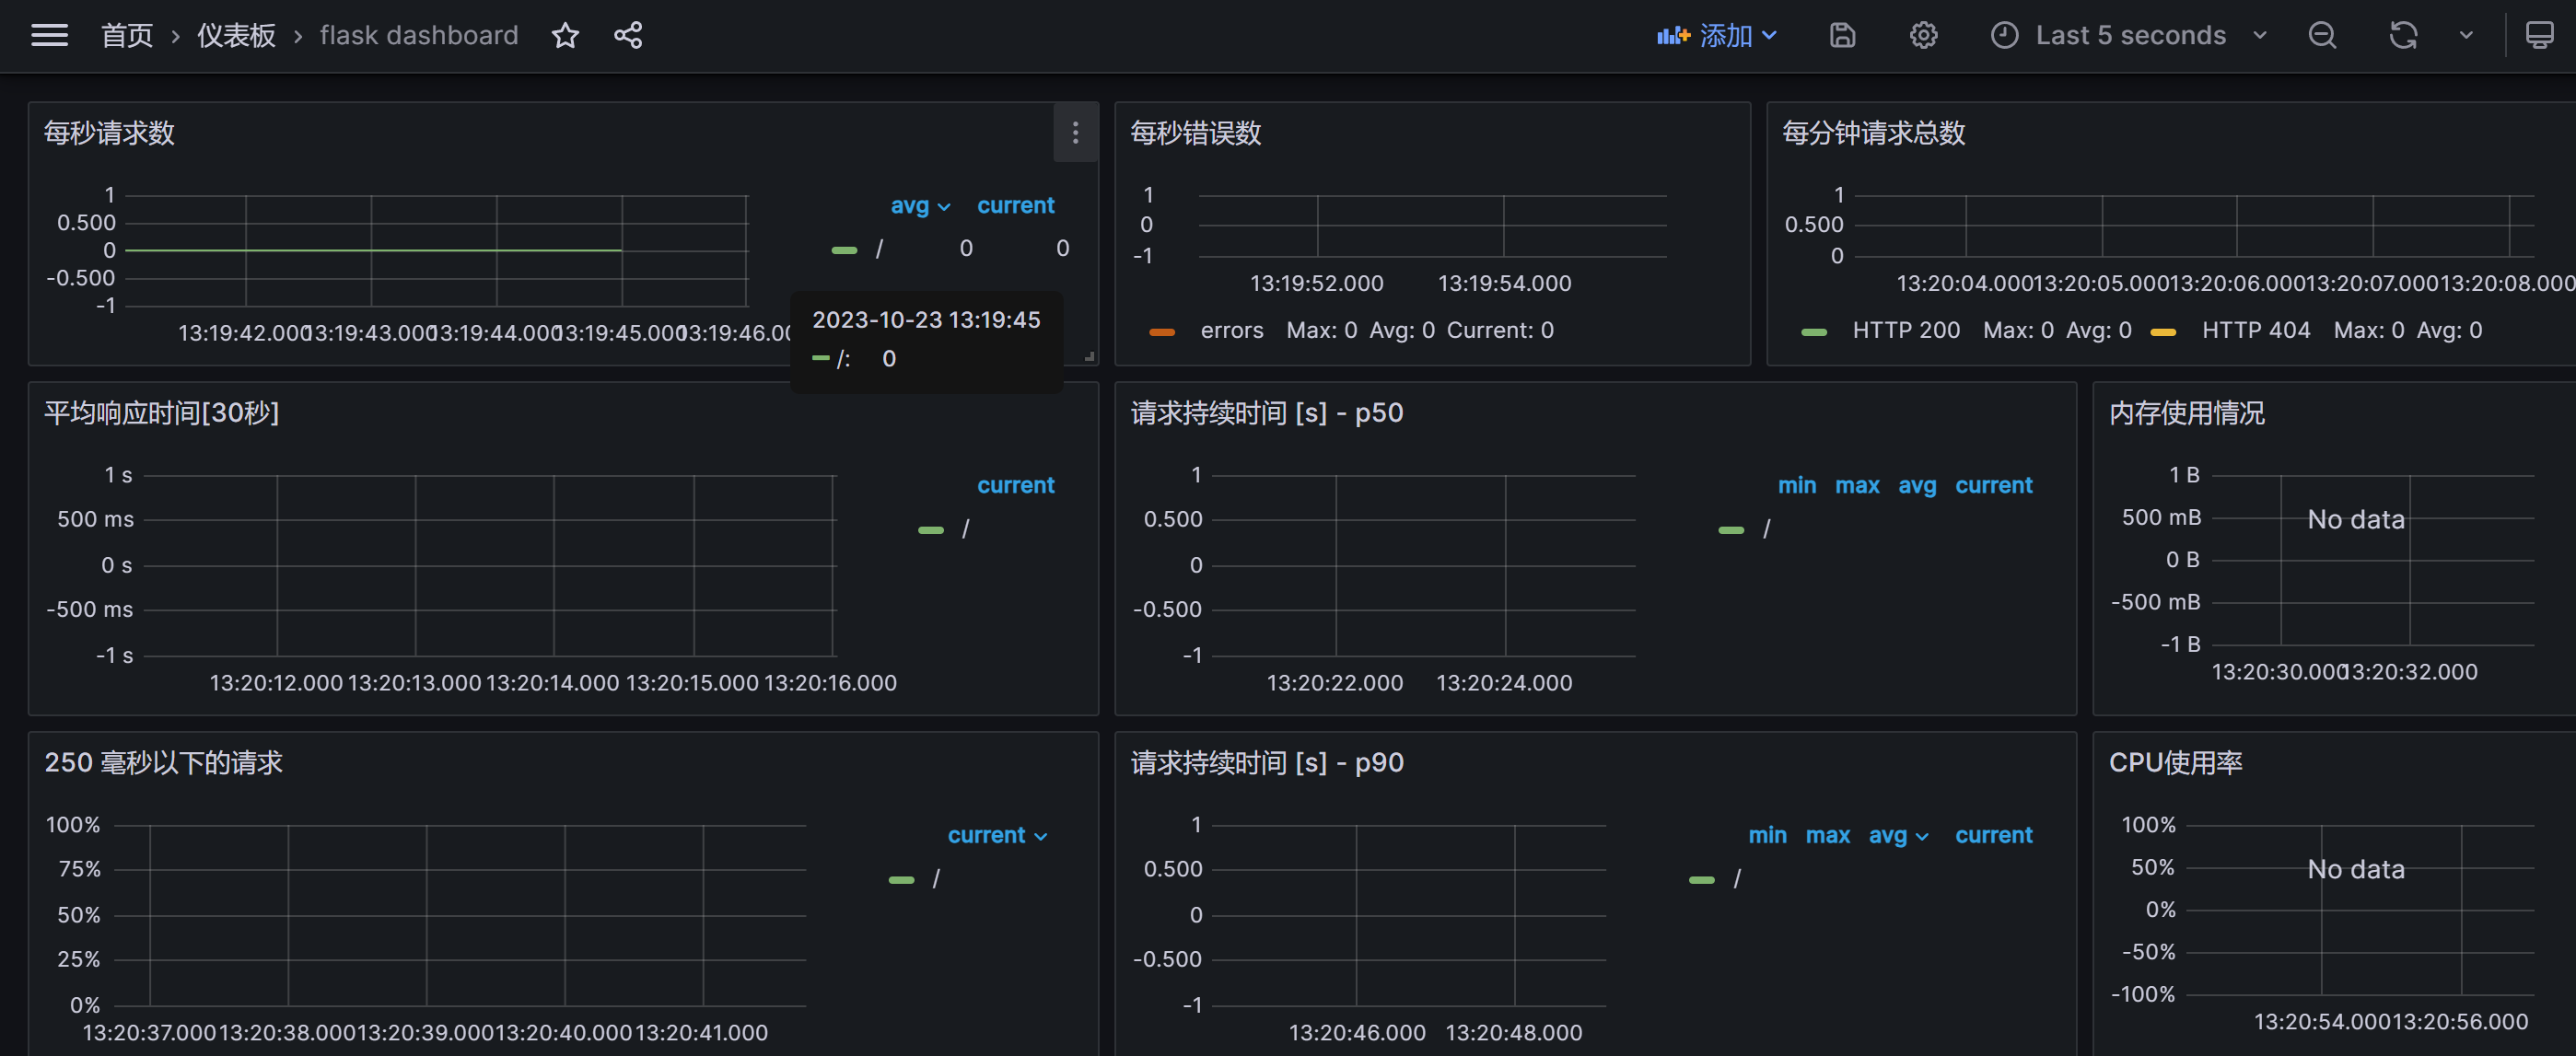 首页 › 仪表板 › flask dashboard
添加
Last 5 seconds
每秒请求数
1
0.500
0
-0.500
-1
13:19:42.000
13:19:43.000
13:19:44.000
13:19:45.000
13:19:46.00
avg current
/ 0 0
2023-10-23 13:19:45
/: 0
每秒错误数
1
0
-1
13:19:52.000 13:19:54.000
errors Max: 0 Avg: 0 Current: 0
每分钟请求总数
1
0.500
0
13:20:04.000 13:20:05.000 13:20:06.000 13:20:07.000 13:20:08.000
HTTP 200 Max: 0 Avg: 0 HTTP 404 Max: 0 Avg: 0
平均响应时间[30秒]
1 s
500 ms
0 s
-500 ms
-1 s
13:20:12.000 13:20:13.000 13:20:14.000 13:20:15.000 13:20:16.000
current
/
请求持续时间 [s] - p50
1
0.500
0
-0.500
-1
13:20:22.000 13:20:24.000
min max avg current
/
内存使用情况
1 B
500 mB
0 B
-500 mB
-1 B
No data
13:20:30.000 13:20:32.000
250 毫秒以下的请求
100%
75%
50%
25%
0%
13:20:37.000 13:20:38.000 13:20:39.000 13:20:40.000 13:20:41.000
current
/
请求持续时间 [s] - p90
1
0.500
0
-0.500
-1
13:20:46.000 13:20:48.000
min max avg current
/
CPU使用率
100%
50%
0%
-50%
-100%
No data
13:20:54.000 13:20:56.000